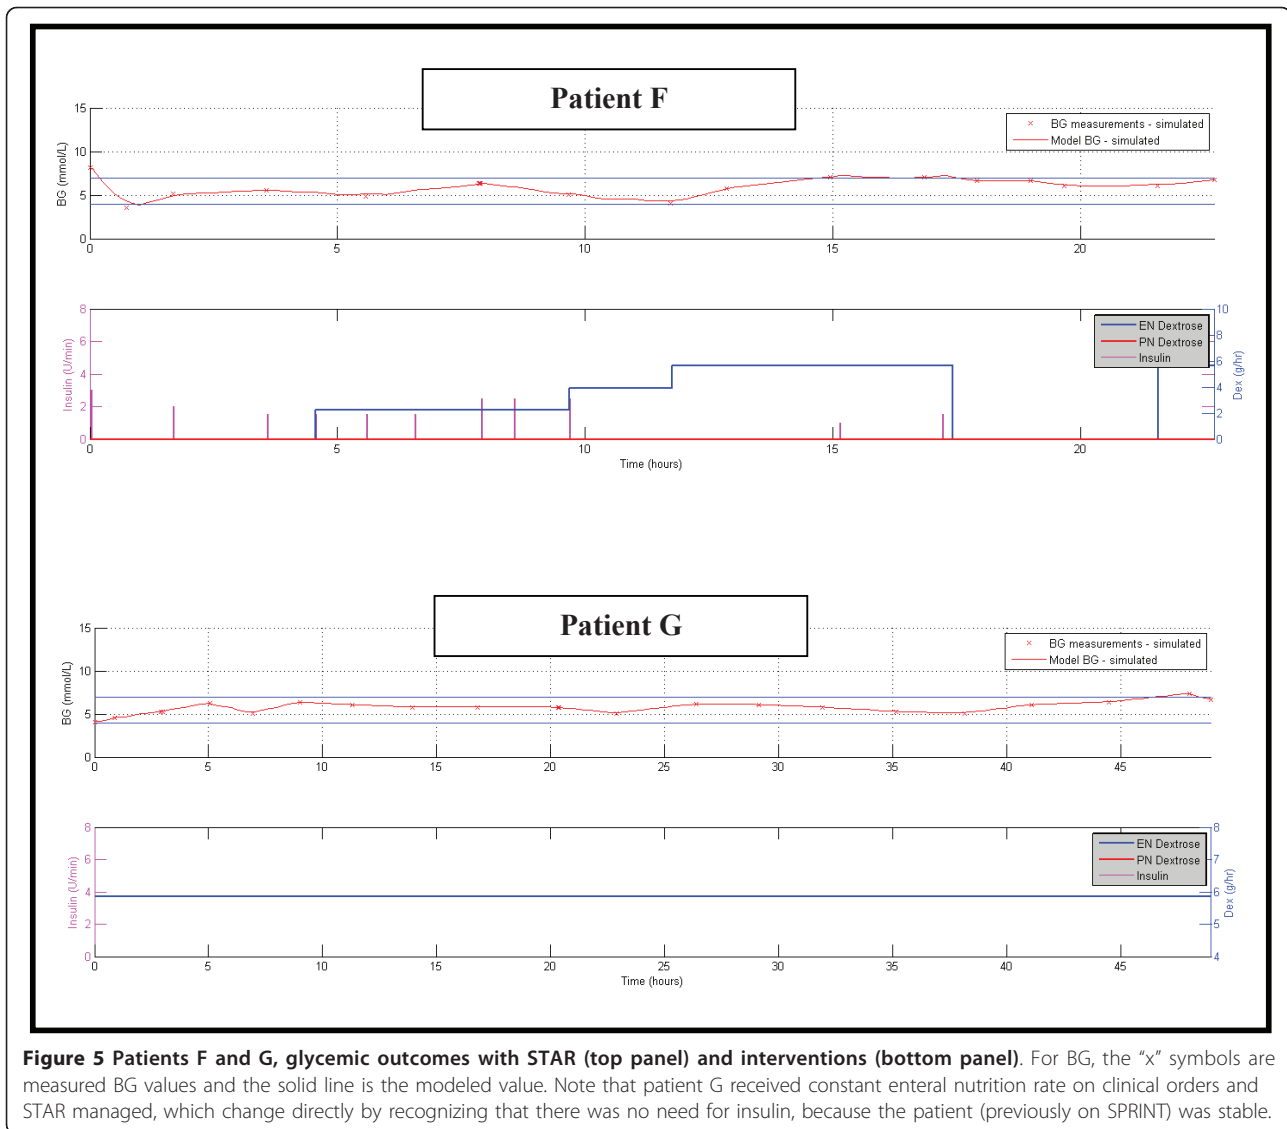 Patient F
15
10
5
0
BG (mmol/L)
× BG measurements - simulated
Model BG - simulated
0 5 10 15 20
8
6
4
2
0
Insulin (U/min)
EN Dextrose
PN Dextrose
Insulin
10
8
6
4
2
0
Dex (g/hr)
0 5 10 15 20
Time (hours)
Patient G
15
10
5
0
BG (mmol/L)
× BG measurements - simulated
Model BG - simulated
0 5 10 15 20 25 30 35 40 45
8
6
4
2
0
Insulin (U/min)
EN Dextrose
PN Dextrose
Insulin
8
7
6
5
4
Dex (g/hr)
0 5 10 15 20 25 30 35 40 45
Time (hours)
Figure 5 Patients F and G, glycemic outcomes with STAR (top panel) and interventions (bottom panel). For BG, the “x” symbols are
measured BG values and the solid line is the modeled value. Note that patient G received constant enteral nutrition rate on clinical orders and
STAR managed, which change directly by recognizing that there was no need for insulin, because the patient (previously on SPRINT) was stable.